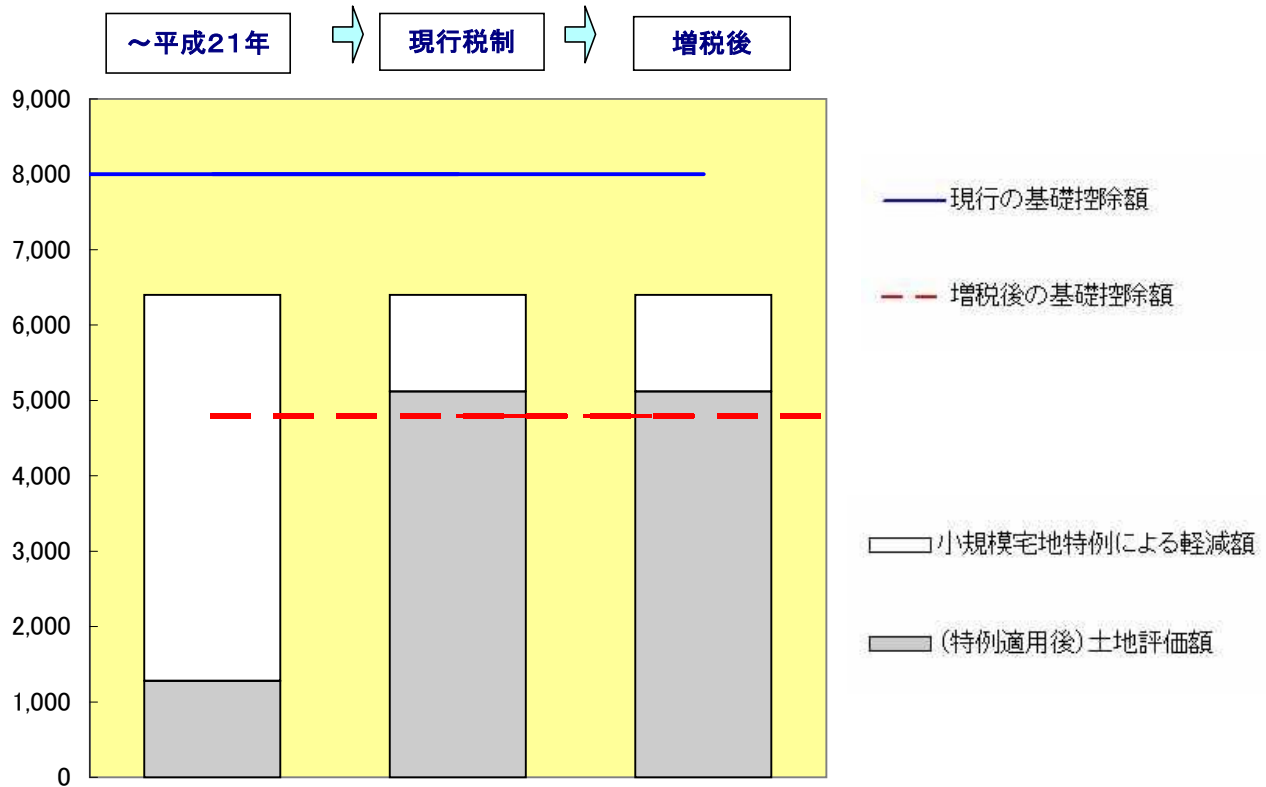 ～平成２１年
現行税制
増税後
9,000
8,000
7,000
6,000
5,000
4,000
3,000
2,000
1,000
0
現行の基礎控除額
増税後の基礎控除額
小規模宅地特例による軽減額
(特例適用後)土地評価額